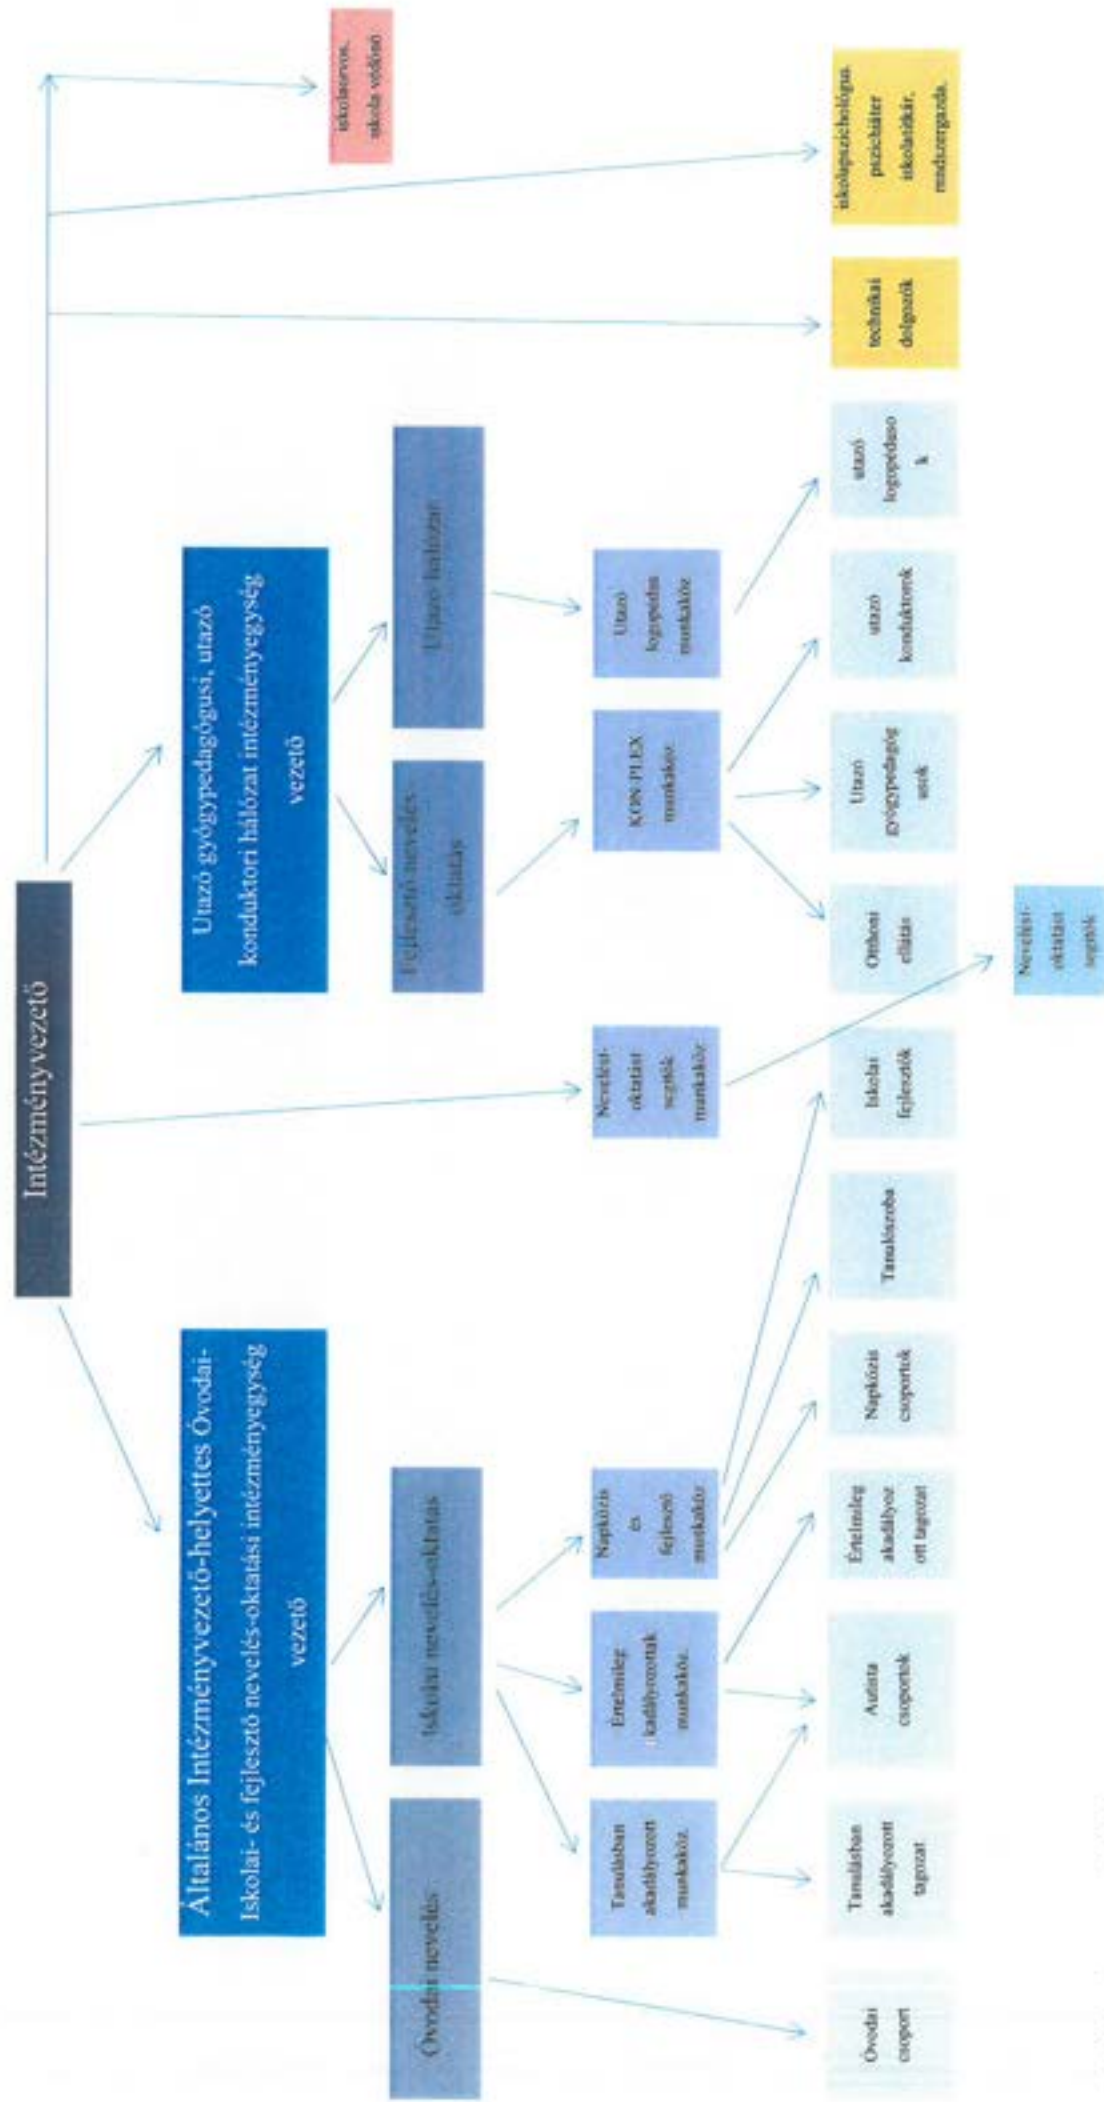 Intézményvezető
Általános Intézményvezető-helyettes Óvodai-
Iskolai- és fejlesztő nevelés-oktatási intézményegység
vezető
Utazó gyógypedagógusi, utazó
konduktori hálózat intézményegység
vezető
iskolaorvos,
iskola védőnő
Óvodai nevelés
Iskolai nevelés-oktatás
Fejlesztő nevelés-
oktatás
Utazó hálózat
Tanulásban
akadályozott
munkaköz.
Értelmileg
akadályozottak
munkaköz.
Napközis
és
fejlesztő
munkaköz.
Nevelést-
oktatást
segítők
munkaköz.
KON-PLEX
munkaköz.
Utazó
logopédus
munkaköz
Óvodai
csoport
Tanulásban
akadályozott
tagozat
Autista
csoportok
Értelmileg
akadályoz
ott tagozat
Napközis
csoportok
Tanulószoba
Iskolai
fejlesztők
Otthoni
ellátás
Utazó
gyógypedagóg
usok
utazó
konduktorok
utazó
logopéduso
k
technikai
dolgozók
iskolapszichológus,
pszichiáter
iskolatitkár,
rendszergazda,
Nevelést-
oktatást
segítők